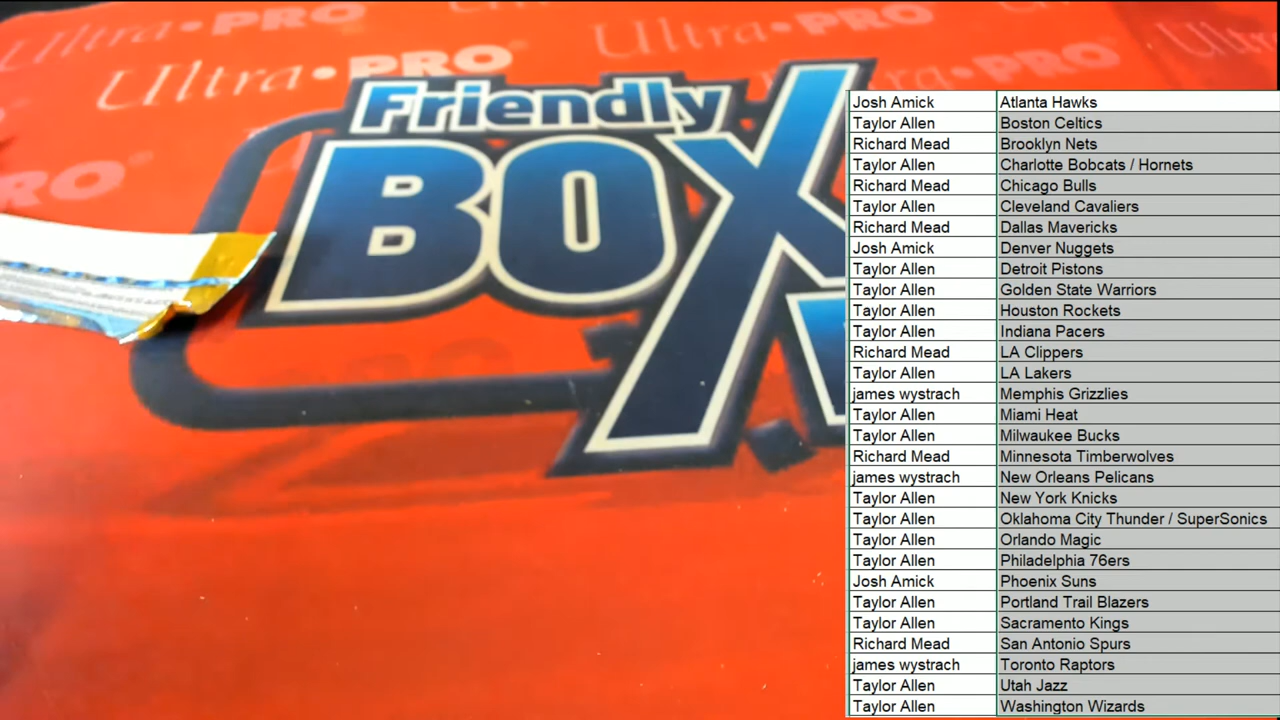 Ultra•PRO
Ultra•PRO
Ultra•PRO
Ultra•PRO
PRO
Friendly
BOX
Josh Amick Atlanta Hawks
Taylor Allen Boston Celtics
Richard Mead Brooklyn Nets
Taylor Allen Charlotte Bobcats / Hornets
Richard Mead Chicago Bulls
Taylor Allen Cleveland Cavaliers
Richard Mead Dallas Mavericks
Josh Amick Denver Nuggets
Taylor Allen Detroit Pistons
Taylor Allen Golden State Warriors
Taylor Allen Houston Rockets
Taylor Allen Indiana Pacers
Richard Mead LA Clippers
Taylor Allen LA Lakers
james wystrach Memphis Grizzlies
Taylor Allen Miami Heat
Taylor Allen Milwaukee Bucks
Richard Mead Minnesota Timberwolves
james wystrach New Orleans Pelicans
Taylor Allen New York Knicks
Taylor Allen Oklahoma City Thunder / SuperSonics
Taylor Allen Orlando Magic
Taylor Allen Philadelphia 76ers
Josh Amick Phoenix Suns
Taylor Allen Portland Trail Blazers
Taylor Allen Sacramento Kings
Richard Mead San Antonio Spurs
james wystrach Toronto Raptors
Taylor Allen Utah Jazz
Taylor Allen Washington Wizards